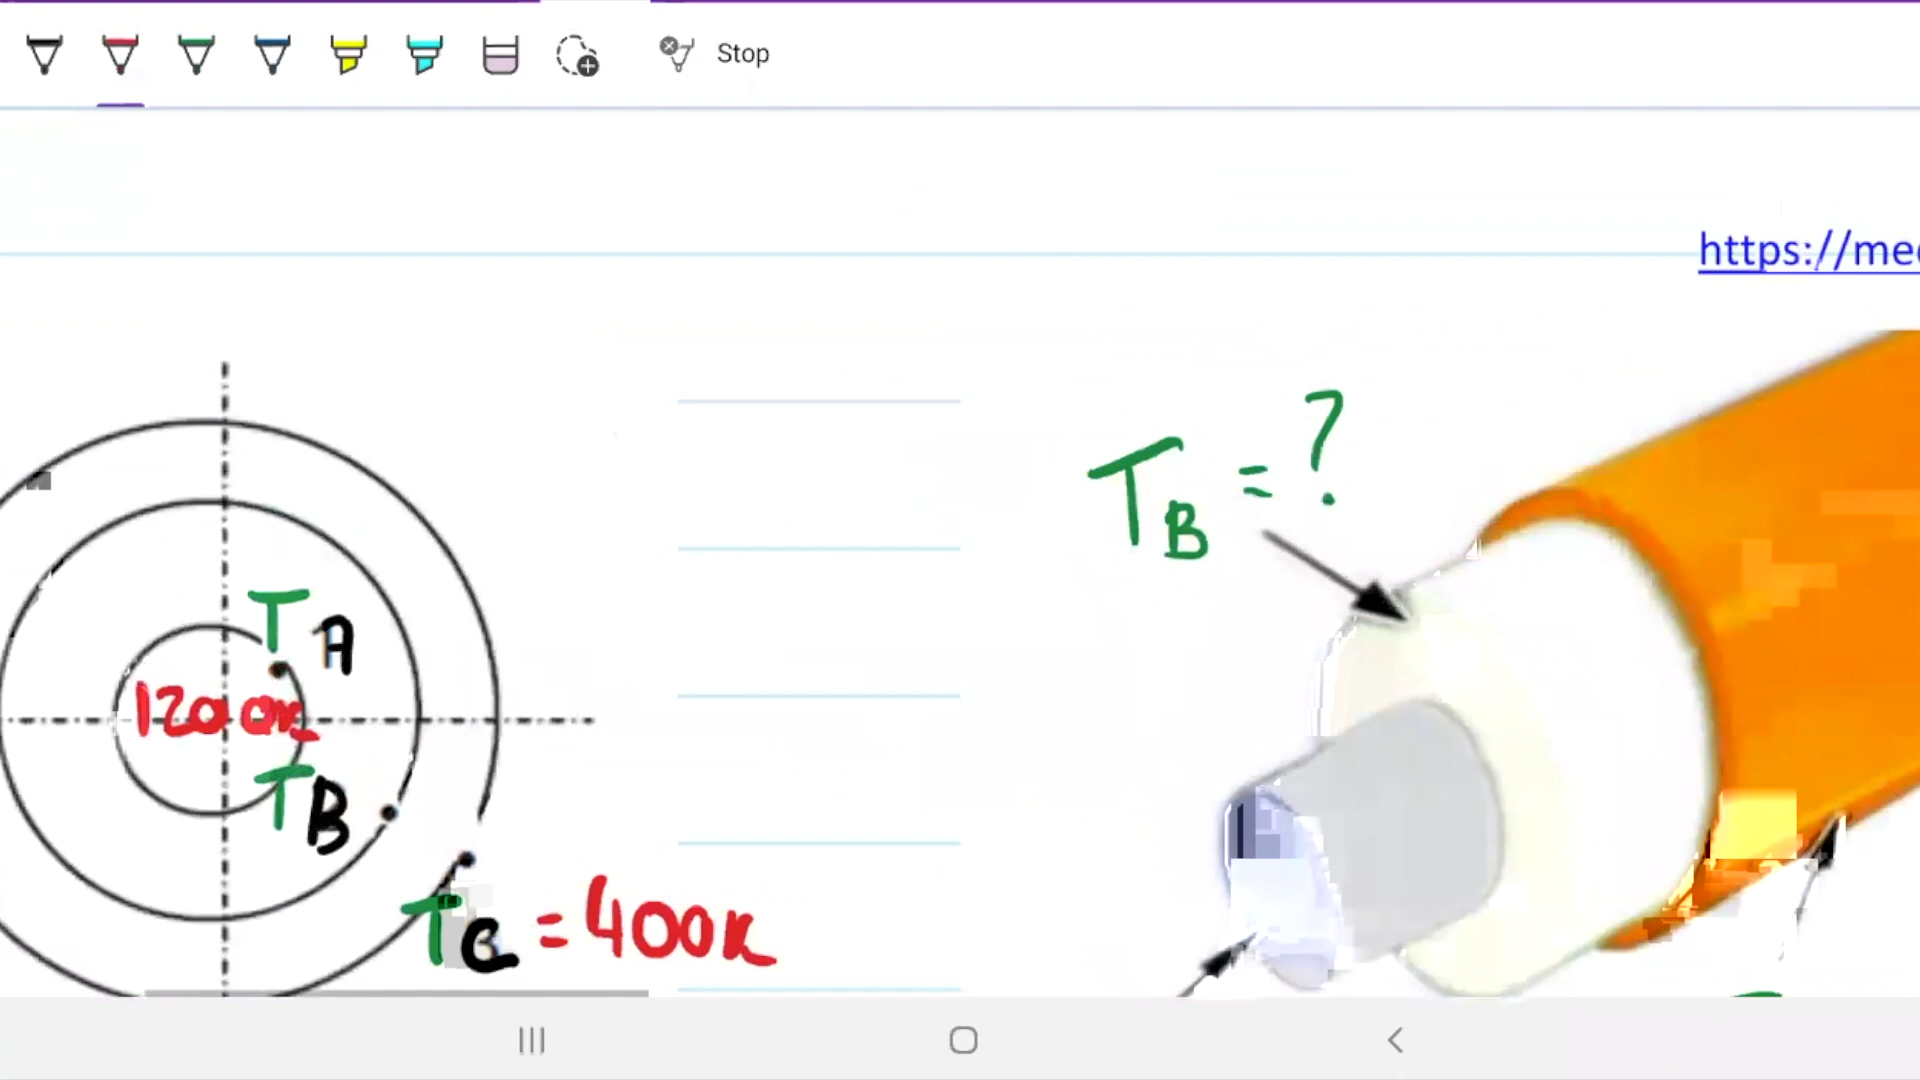 Stop
https://me
T_B = ?
T_A
1200K
T_B
T_C = 400K